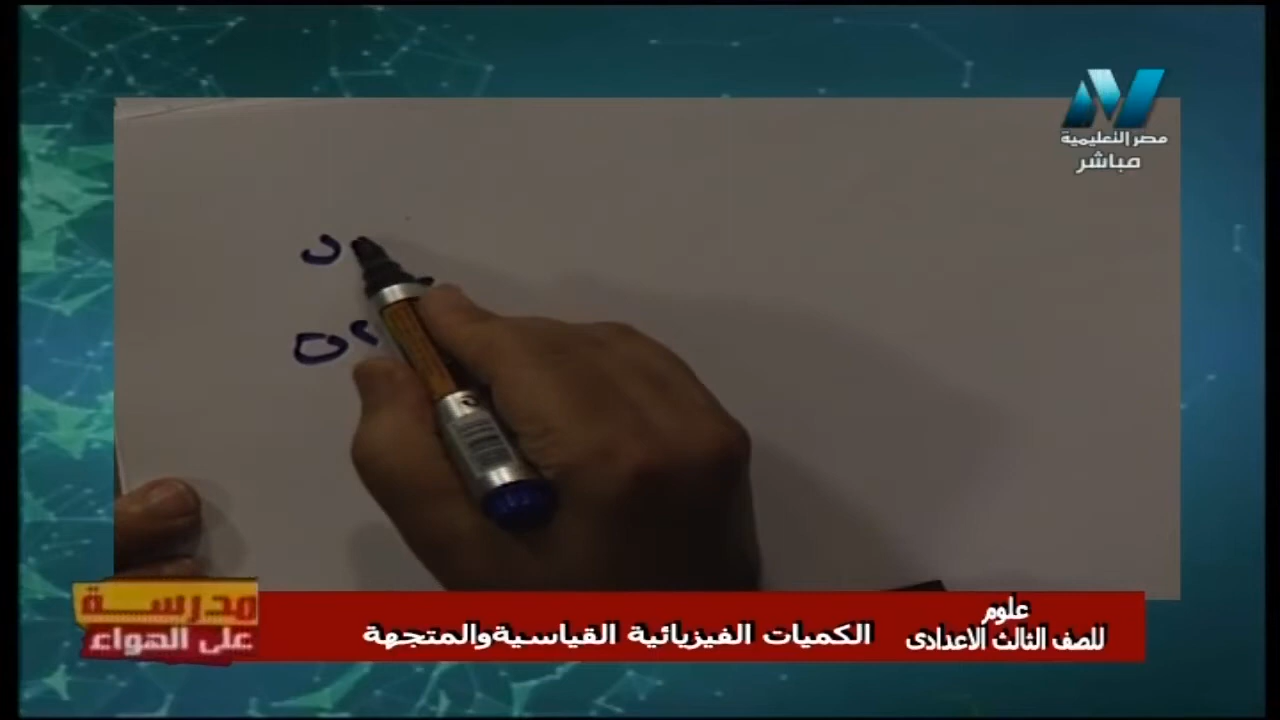 مصر التعليمية
مباشر
مدرسة
على الهواء
علوم
للصف الثالث الاعدادى
الكميات الفيزيائية القياسيةوالمتجهة